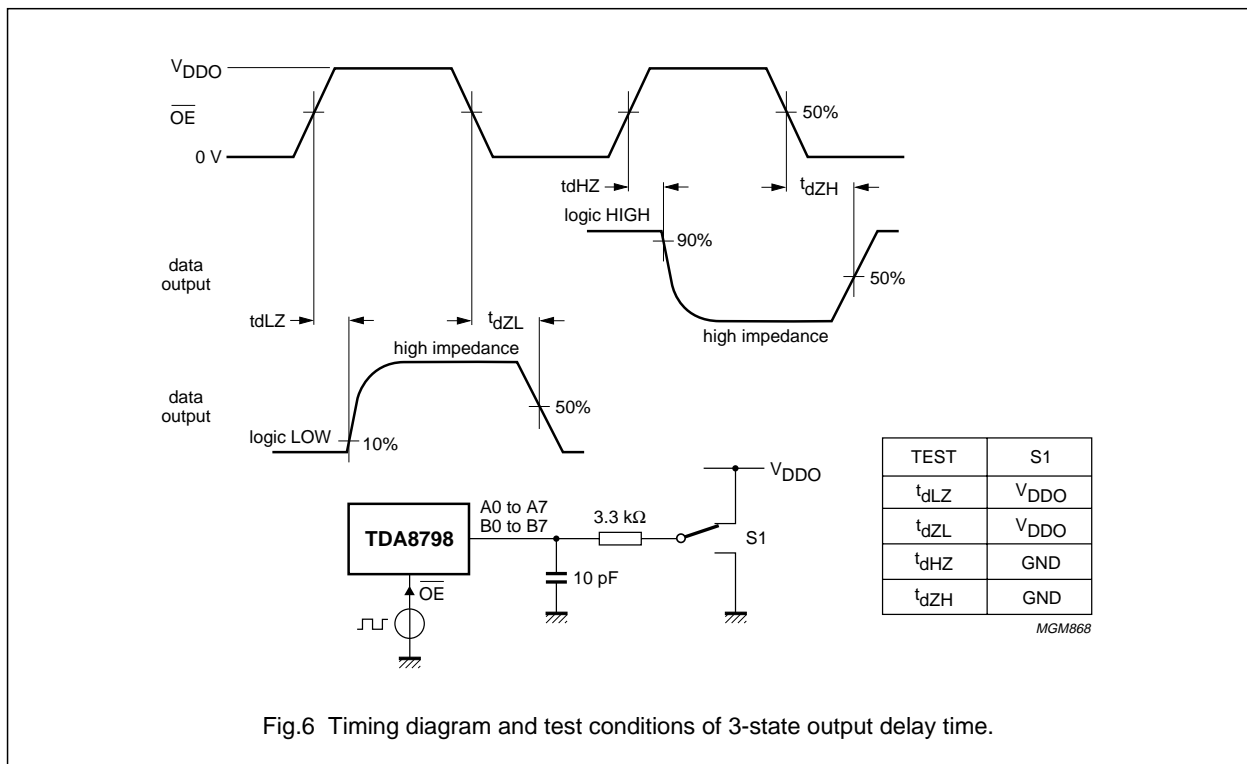 VDDO
OE
0 V
50%
tdHZ
tdZH
logic HIGH
90%
data
output
50%
high impedance
tdLZ
tdZL
high impedance
data
output
50%
logic LOW
10%
TEST S1
tdLZ VDDO
tdZL VDDO
tdHZ GND
tdZH GND
VDDO
A0 to A7
B0 to B7
3.3 kΩ
S1
TDA8798
10 pF
OE
MGM868
Fig.6 Timing diagram and test conditions of 3-state output delay time.